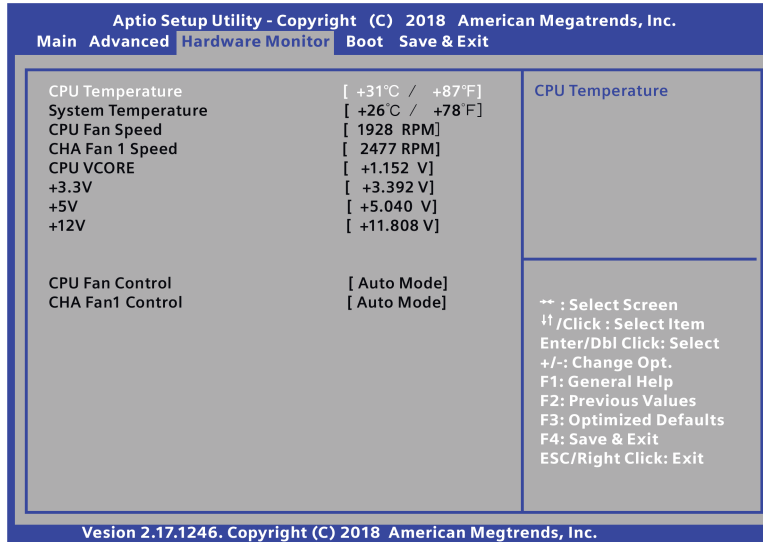 Aptio Setup Utility - Copyright (C) 2018 American Megatrends, Inc.
Main Advanced Hardware Monitor Boot Save & Exit
CPU Temperature [ +31°C / +87°F]
System Temperature [ +26°C / +78°F]
CPU Fan Speed [ 1928 RPM]
CHA Fan 1 Speed [ 2477 RPM]
CPU VCORE [ +1.152 V]
+3.3V [ +3.392 V]
+5V [ +5.040 V]
+12V [ +11.808 V]
CPU Fan Control [ Auto Mode]
CHA Fan1 Control [ Auto Mode]
CPU Temperature
→← : Select Screen
↓↑/Click : Select Item
Enter/Dbl Click: Select
+/-: Change Opt.
F1: General Help
F2: Previous Values
F3: Optimized Defaults
F4: Save & Exit
ESC/Right Click: Exit
Vesion 2.17.1246. Copyright (C) 2018 American Megtrends, Inc.